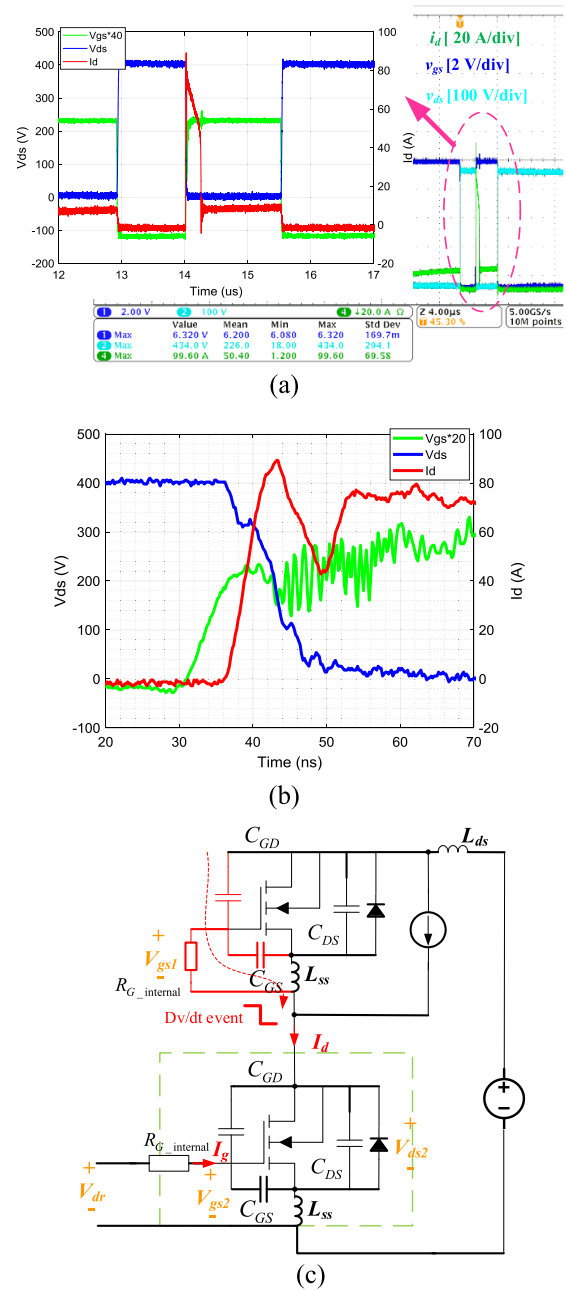 (a)
500
400
300
200
100
0
-100
-200
Vds (V)
Vgs*40
Vds
Id
100
80
60
40
20
0
-20
Id (A)
12 13 14 15 16 17
Time (us)
id [ 20 A/div]
vgs [2 V/div]
vds [100 V/div]
1 2.00 V 2 100 V 4 ↓20.0 A Ω
Z 4.00µs
45.30 %
5.00GS/s
10M points
Value Mean Min Max Std Dev
1 Max 6.320 V 6.200 6.080 6.320 169.7m
2 Max 434.0 V 226.0 18.00 434.0 294.1
4 Max 99.60 A 50.40 1.200 99.60 69.58
(a)
500
400
300
200
100
0
-100
Vds (V)
Vgs*20
Vds
Id
100
80
60
40
20
0
-20
Id (A)
20 30 40 50 60 70
Time (ns)
(b)
CGD
Lds
CDS
+
Vgs1
-
RG_internal
CGS
Lss
Dv/dt event
Id
CGD
+
-
RG_internal
Ig
CDS
+
Vds2
-
+
Vdr
-
+
Vgs2
-
CGS
Lss
(c)